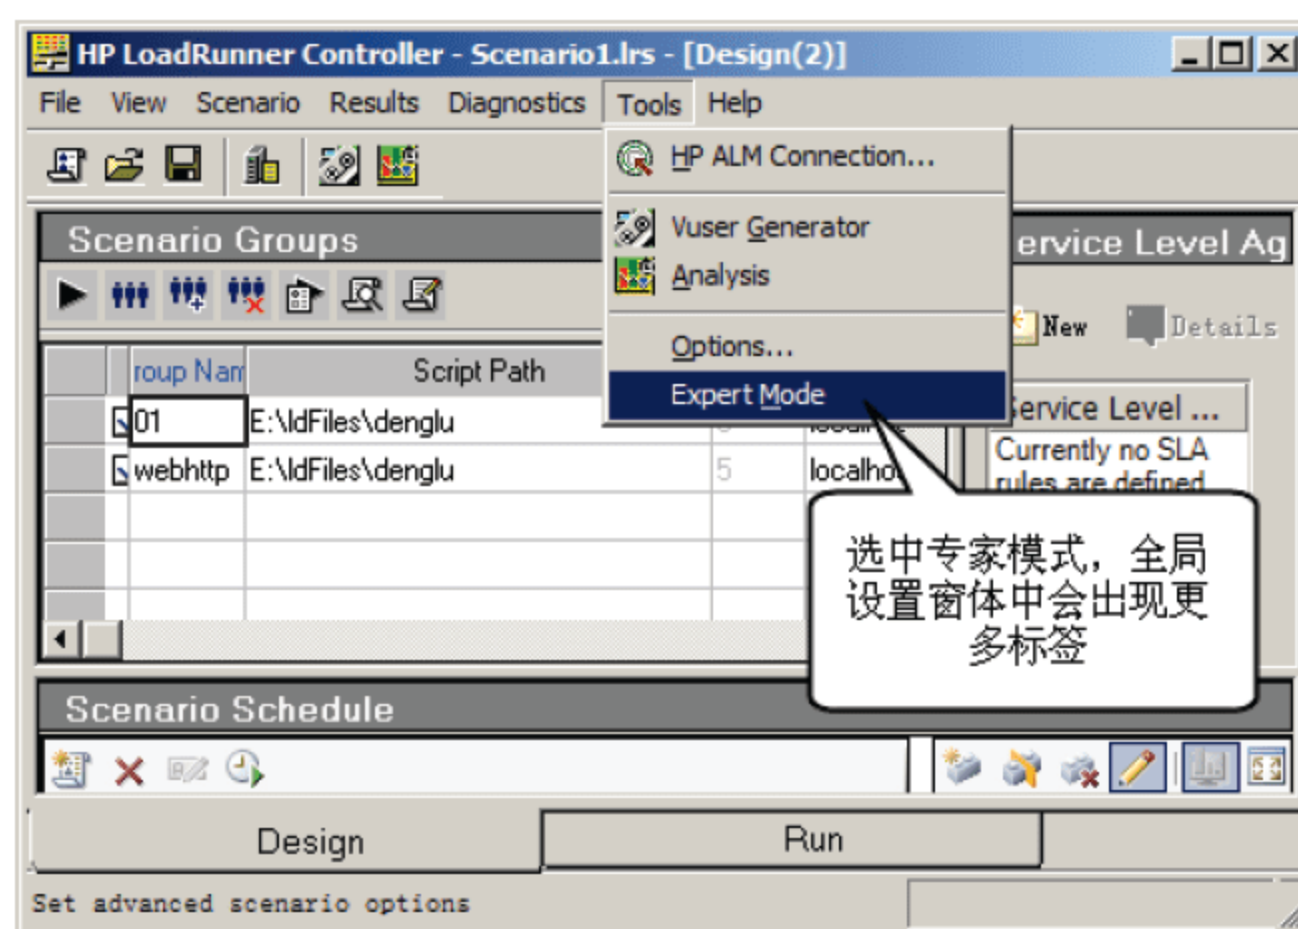 HP LoadRunner Controller - Scenario1.lrs - [Design(2)]
File View Scenario Results Diagnostics Tools Help
HP ALM Connection...
Vuser Generator
Analysis
Options...
Expert Mode
Scenario Groups
ervice Level Ag
New Details
roup Nam Script Path
01 E:\ldFiles\denglu
webhttp E:\ldFiles\denglu 5 localho
Service Level ...
Currently no SLA
rules are defined
选中专家模式，全局
设置窗体中会出现更
多标签
Scenario Schedule
Design Run
Set advanced scenario options